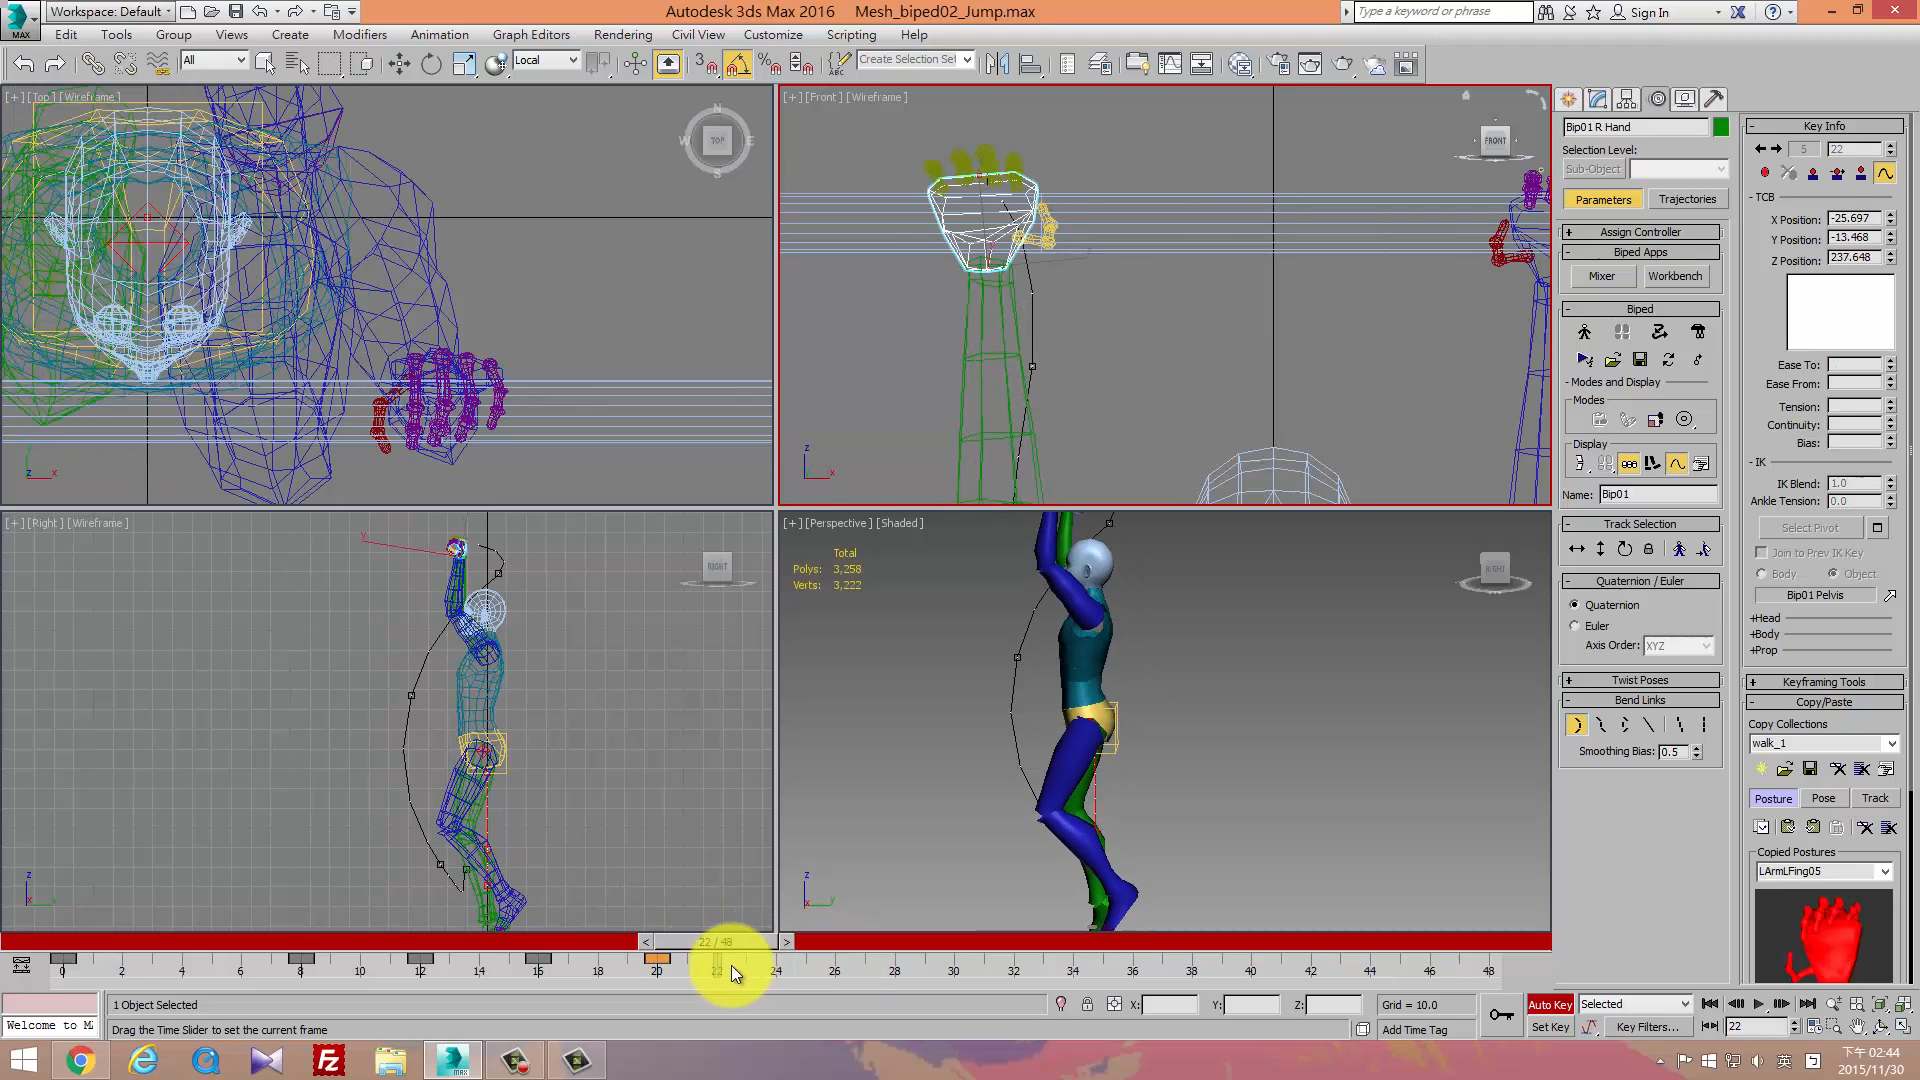 MAX
Workspace: Default
Autodesk 3ds Max 2016
Mesh_biped02_Jump.max
Type a keyword or phrase
Sign In
Edit Tools Group Views Create Modifiers Animation Graph Editors Rendering Civil View Customize Scripting Help
All
Local
3
Create Selection Set
[+] [Top] [Wireframe]
N
W TOP E
S
z
x
[+] [Front] [Wireframe]
FRONT
z
x
[+] [Right] [Wireframe]
RIGHT
y
z
[+] [Perspective] [Shaded]
Total
Polys: 3,258
Verts: 3,222
RIGHT
z
y
Bip01 R Hand
Selection Level:
Sub-Object
Parameters
Trajectories
+ Assign Controller
- Biped Apps
Mixer
Workbench
- Biped
- Modes and Display
Modes
Display
Name: Bip01
- Track Selection
- Quaternion / Euler
Quaternion
Euler
Axis Order: XYZ
+ Twist Poses
- Bend Links
Smoothing Bias: 0.5
- Key Info
5 22
- TCB
X Position: -25.697
Y Position: -13.468
Z Position: 237.648
Ease To:
Ease From:
Tension:
Continuity:
Bias:
- IK
IK Blend: 1.0
Ankle Tension: 0.0
Select Pivot
Join to Prev IK Key
Body
Object
Bip01 Pelvis
+Head
+Body
+Prop
+ Keyframing Tools
- Copy/Paste
Copy Collections
walk_1
Posture
Pose
Track
Copied Postures
LArmLFing05
< 22 / 48 >
0 2 4 6 8 10 12 14 16 18 20 22 24 26 28 30 32 34 36 38 40 42 44 46 48
1 Object Selected
X:
Y:
Z:
Grid = 10.0
Auto Key
Selected
Welcome to M
Drag the Time Slider to set the current frame
Add Time Tag
Set Key
Key Filters...
22
MAX
英
下午 02:44
2015/11/30